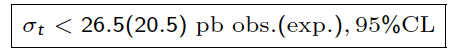 σₜ < 26.5(20.5) pb obs.(exp.), 95%CL